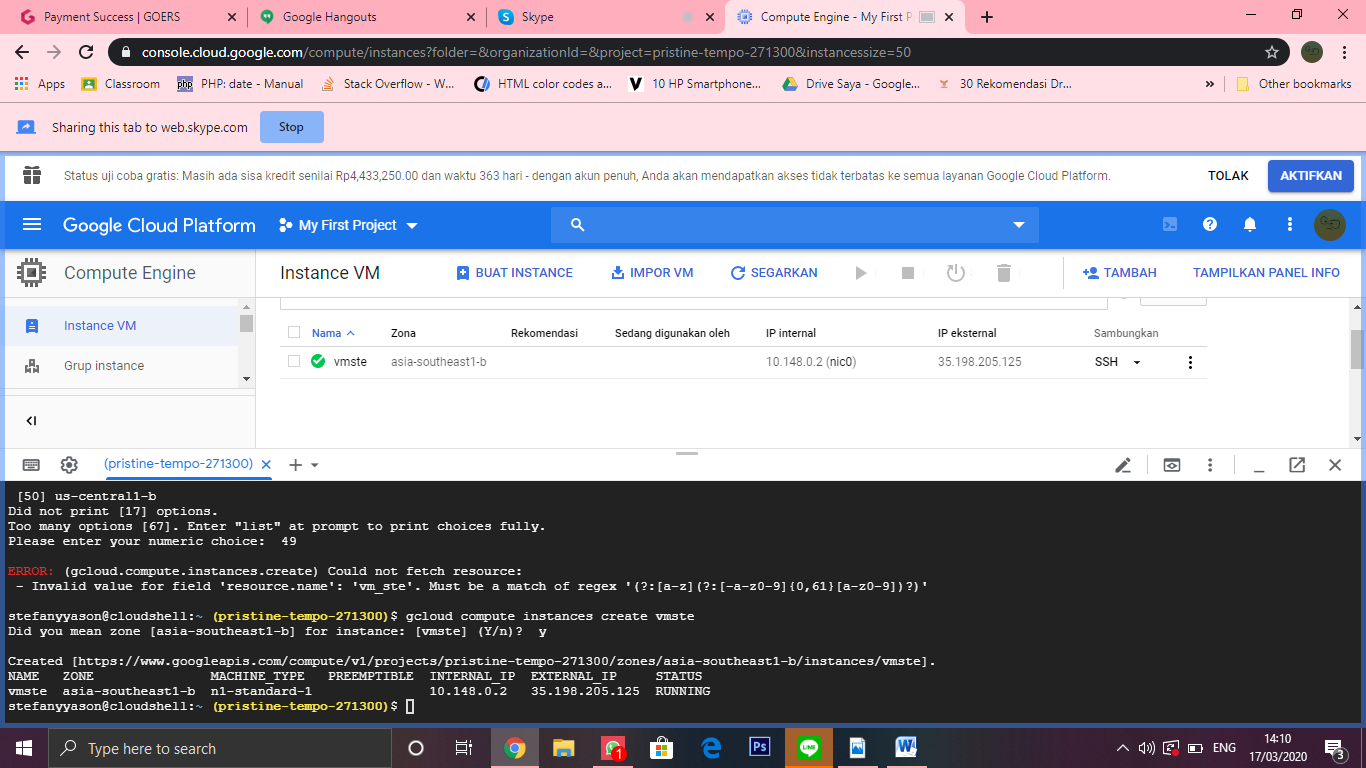 Payment Success | GOERS
Google Hangouts
Skype
Compute Engine - My First P
console.cloud.google.com/compute/instances?folder=&organizationId=&project=pristine-tempo-271300&instancessize=50
Apps
Classroom
php
PHP: date - Manual
Stack Overflow - W...
HTML color codes a...
10 HP Smartphone...
Drive Saya - Google...
30 Rekomendasi Dr...
»
Other bookmarks
Sharing this tab to web.skype.com
Stop
Status uji coba gratis: Masih ada sisa kredit senilai Rp4,433,250.00 dan waktu 363 hari - dengan akun penuh, Anda akan mendapatkan akses tidak terbatas ke semua layanan Google Cloud Platform.
TOLAK
AKTIFKAN
Google Cloud Platform
My First Project
Compute Engine
Instance VM
BUAT INSTANCE
IMPOR VM
SEGARKAN
TAMBAH
TAMPILKAN PANEL INFO
Instance VM
Grup instance
Nama Zona Rekomendasi Sedang digunakan oleh IP internal IP eksternal Sambungkan
vmste asia-southeast1-b 10.148.0.2 (nic0) 35.198.205.125 SSH
(pristine-tempo-271300)
[50] us-central1-b
Did not print [17] options.
Too many options [67]. Enter "list" at prompt to print choices fully.
Please enter your numeric choice:  49
ERROR: (gcloud.compute.instances.create) Could not fetch resource:
 - Invalid value for field 'resource.name': 'vm_ste'. Must be a match of regex '(?:[a-z](?:[-a-z0-9]{0,61}[a-z0-9])?)'
stefanyyason@cloudshell:~ (pristine-tempo-271300)$ gcloud compute instances create vmste
Did you mean zone [asia-southeast1-b] for instance: [vmste] (Y/n)?  y
Created [https://www.googleapis.com/compute/v1/projects/pristine-tempo-271300/zones/asia-southeast1-b/instances/vmste].
NAME   ZONE               MACHINE_TYPE   PREEMPTIBLE  INTERNAL_IP  EXTERNAL_IP     STATUS
vmste  asia-southeast1-b  n1-standard-1               10.148.0.2   35.198.205.125  RUNNING
stefanyyason@cloudshell:~ (pristine-tempo-271300)$
Type here to search
1
Ps
LINE
W
ENG
14:10
17/03/2020
3